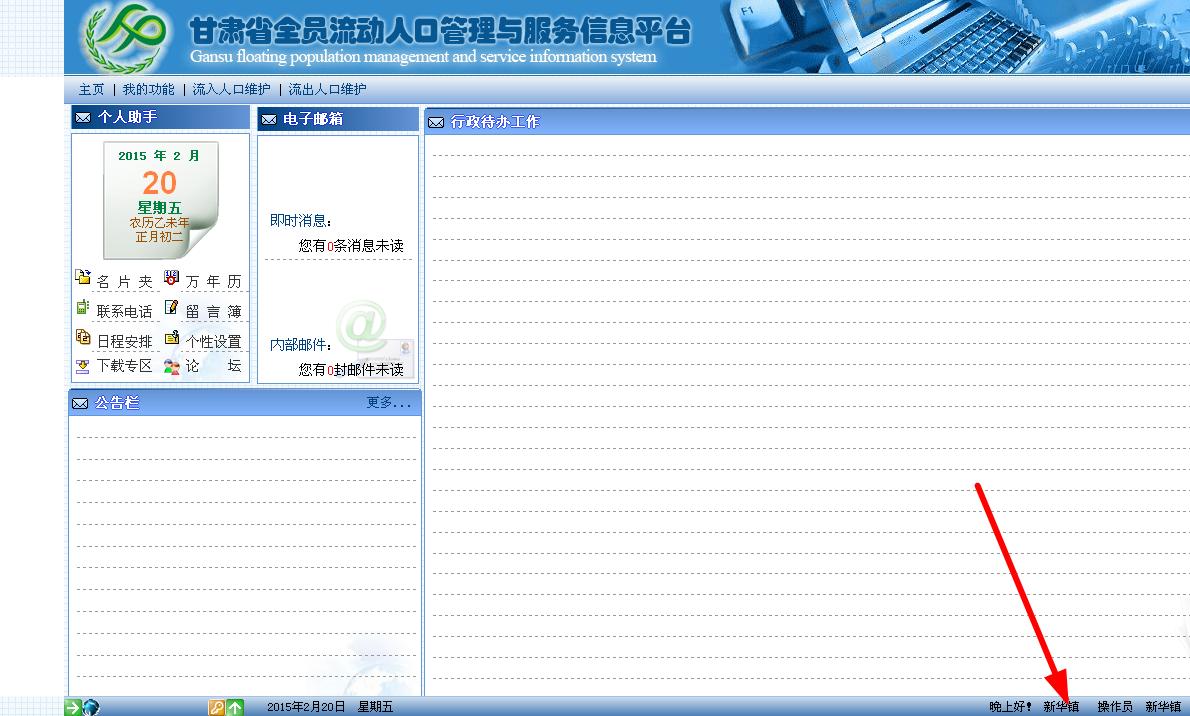 甘肃省全员流动人口管理与服务信息平台
Gansu floating population management and service information system
F1
主页 | 我的功能 | 流入人口维护 | 流出人口维护
个人助手
2015 年 2 月
20
星期五
农历乙未年
正月初二
名 片 夹 万 年 历
联系电话 留 言 簿
日程安排 个性设置
下载专区 论 坛
电子邮箱
即时消息:
您有0条消息未读
@
内部邮件:
您有0封邮件未读
行政待办工作
公告栏 更多...
2015年2月20日 星期五 晚上好! 新华镇 操作员 新华镇